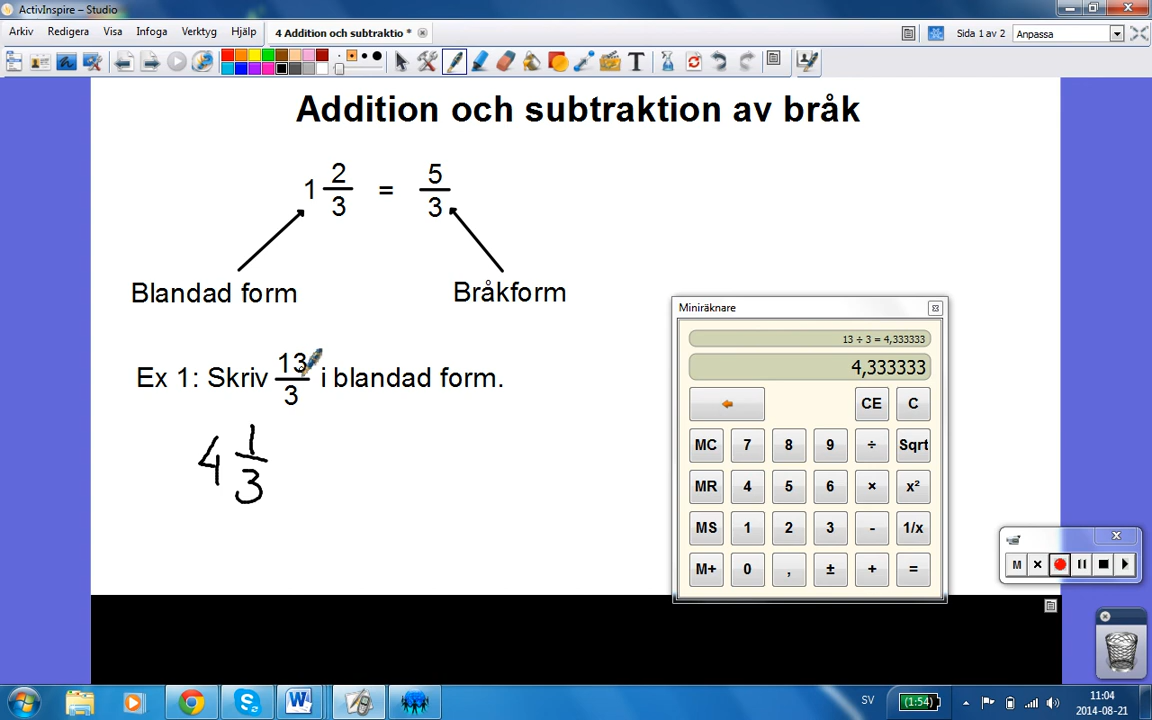 ActivInspire – Studio
Arkiv Redigera Visa Infoga Verktyg Hjälp 4 Addition och subtraktio * Sida 1 av 2 Anpassa
Addition och subtraktion av bråk
1 2/3 = 5/3
Blandad form Bråkform
Ex 1: Skriv 13/3 i blandad form.
4 1/3
Miniräknare
13 ÷ 3 = 4,333333
4,333333
CE C
MC 7 8 9 ÷ Sqrt
MR 4 5 6 × x²
MS 1 2 3 - 1/x
M+ 0 , ± + =
M
SV (1:54) 11:04
2014-08-21